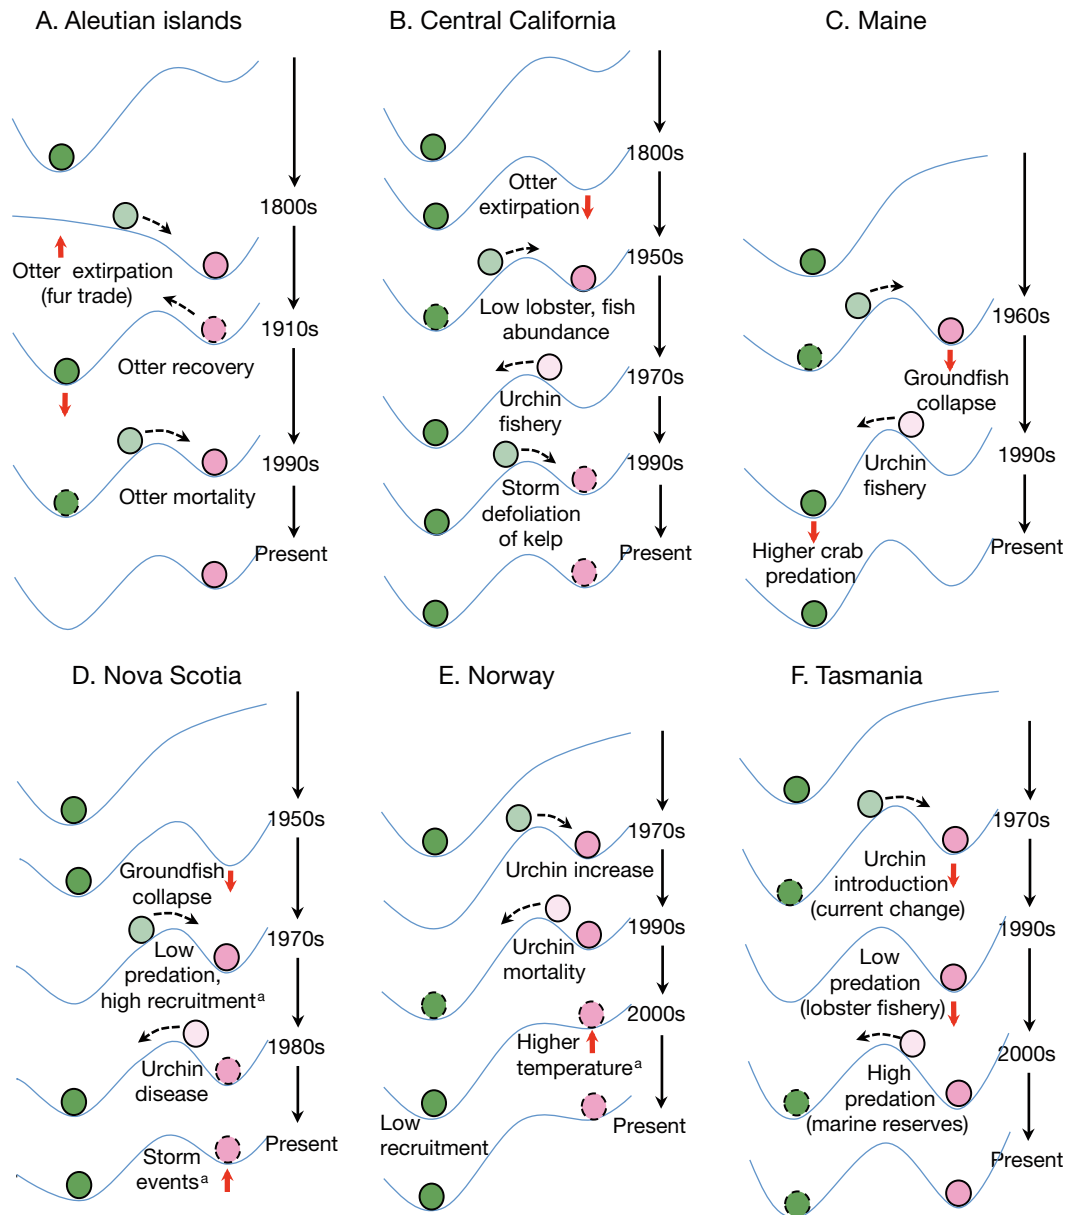 A. Aleutian islands
1800s
Otter extirpation
(fur trade)
1910s
Otter recovery
1990s
Otter mortality
Present
B. Central California
1800s
Otter
extirpation
1950s
Low lobster, fish
abundance
1970s
Urchin
fishery
1990s
Storm
defoliation
of kelp
Present
C. Maine
1960s
Groundfish
collapse
1990s
Urchin
fishery
Present
Higher crab
predation
D. Nova Scotia
1950s
Groundfish
collapse
1970s
Low
predation,
high recruitmentᵃ
1980s
Urchin
disease
Present
Storm
eventsᵃ
E. Norway
1970s
Urchin increase
1990s
Urchin
mortality
2000s
Higher
temperatureᵃ
Low
recruitment
Present
F. Tasmania
1970s
Urchin
introduction
(current change)
1990s
Low
predation
(lobster fishery)
2000s
High
predation
(marine reserves)
Present